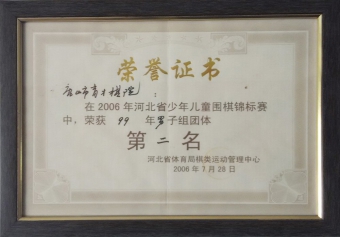 荣誉证书
唐山市育才棋院：
在2006年河北省少年儿童围棋锦标赛
中，荣获 99 年男子组团体
第二名
河北省体育局棋类运动管理中心
2006年7月28日